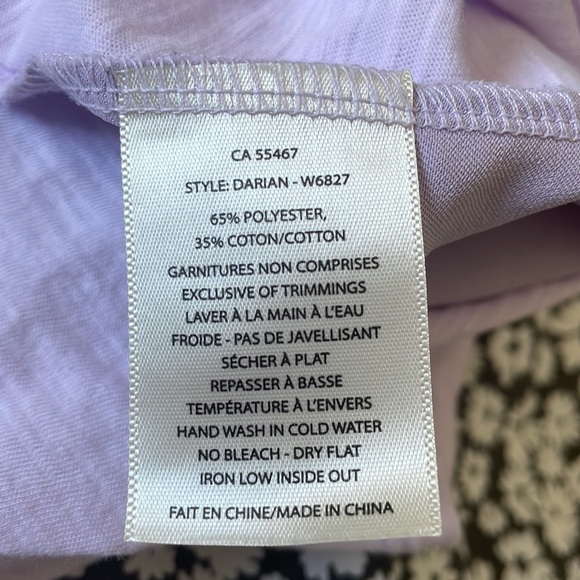 CA 55467
STYLE: DARIAN - W6827
65% POLYESTER,
35% COTON/COTTON
GARNITURES NON COMPRISES
EXCLUSIVE OF TRIMMINGS
LAVER À LA MAIN À L'EAU
FROIDE - PAS DE JAVELLISANT
SÉCHER À PLAT
REPASSER À BASSE
TEMPÉRATURE À L'ENVERS
HAND WASH IN COLD WATER
NO BLEACH - DRY FLAT
IRON LOW INSIDE OUT
FAIT EN CHINE/MADE IN CHINA